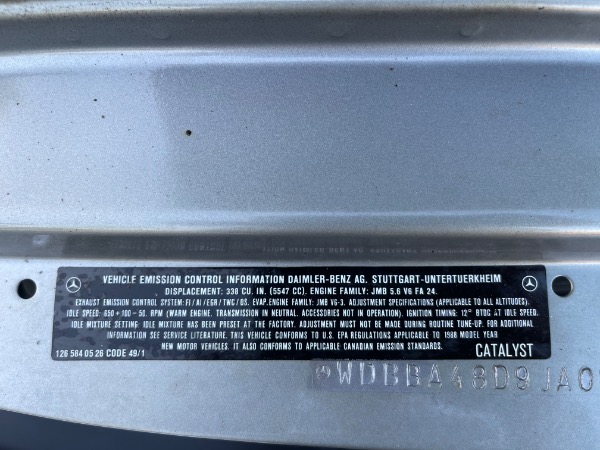 VEHICLE EMISSION CONTROL INFORMATION DAIMLER-BENZ AG. STUTTGART-UNTERTUERKHEIM
DISPLACEMENT: 338 CU. IN. (5547 CC). ENGINE FAMILY: JMB 5.6 V6 FA 24.
EXHAUST EMISSION CONTROL SYSTEM: FI/AI/EGR/TWC/OS. EVAP.ENGINE FAMILY: JMB V6-3. ADJUSTMENT SPECIFICATIONS (APPLICABLE TO ALL ALTITUDES).
IDLE SPEED: 650 +100-50. RPM (WARM ENGINE. TRANSMISSION IN NEUTRAL. ACCESSORIES NOT IN OPERATION). IGNITION TIMING: 12° BTDC AT IDLE SPEED.
IDLE MIXTURE SETTING: IDLE MIXTURE HAS BEEN PRESET AT THE FACTORY. ADJUSTMENT MUST NOT BE MADE DURING ROUTINE TUNE-UP. FOR ADDITIONAL
INFORMATION SEE SERVICE LITERATURE. THIS VEHICLE CONFORMS TO U.S. EPA REGULATIONS APPLICABLE TO 1988 MODEL YEAR
NEW MOTOR VEHICLES. IT ALSO CONFORMS TO APPLICABLE CANADIAN EMISSION STANDARDS.
126 584 05 26 CODE 49/1 CATALYST
WDBBA48D9JA0